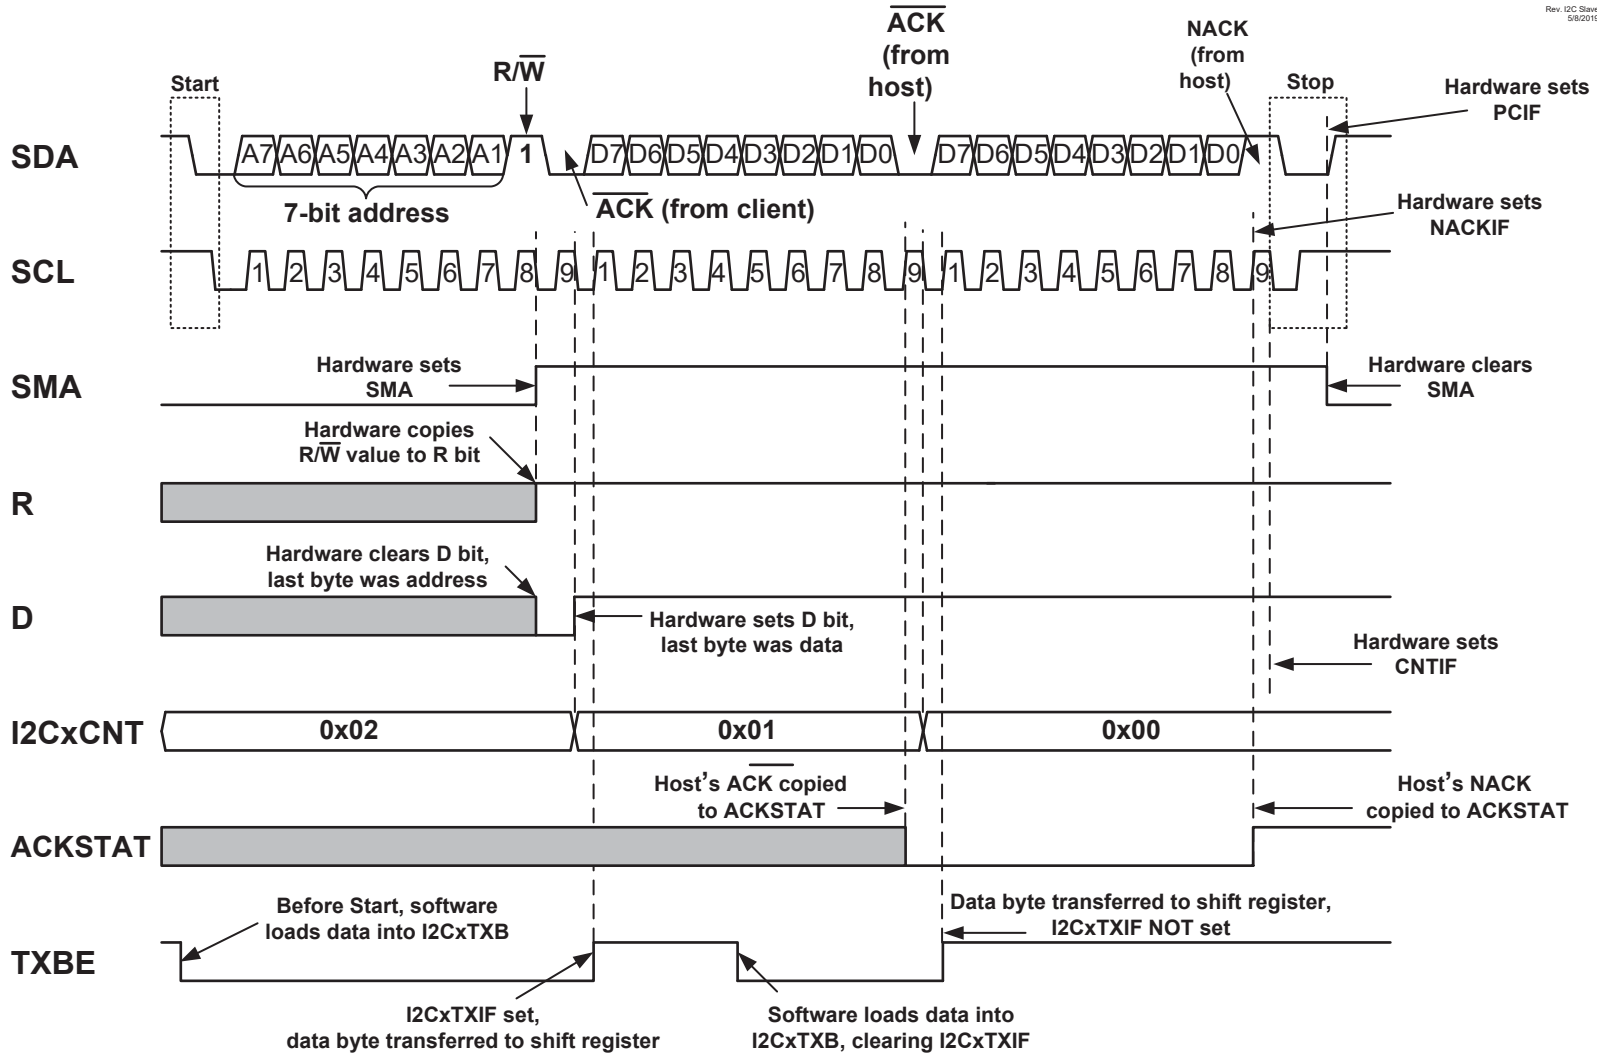 Rev. I2C Slave
5/8/2019
ACK
(from
host)
NACK
(from
host)
R/W
Start
Stop
Hardware sets
PCIF
SDA
A7 A6 A5 A4 A3 A2 A1 1 D7 D6 D5 D4 D3 D2 D1 D0 D7 D6 D5 D4 D3 D2 D1 D0
7-bit address
ACK (from client)
Hardware sets
NACKIF
SCL
1 2 3 4 5 6 7 8 9 1 2 3 4 5 6 7 8 9 1 2 3 4 5 6 7 8 9
SMA
Hardware sets
SMA
Hardware clears
SMA
Hardware copies
R/W value to R bit
R
Hardware clears D bit,
last byte was address
D
Hardware sets D bit,
last byte was data
Hardware sets
CNTIF
I2CxCNT
0x02 0x01 0x00
Host's ACK copied
to ACKSTAT
Host's NACK
copied to ACKSTAT
ACKSTAT
Before Start, software
loads data into I2CxTXB
Data byte transferred to shift register,
I2CxTXIF NOT set
TXBE
I2CxTXIF set,
data byte transferred to shift register
Software loads data into
I2CxTXB, clearing I2CxTXIF